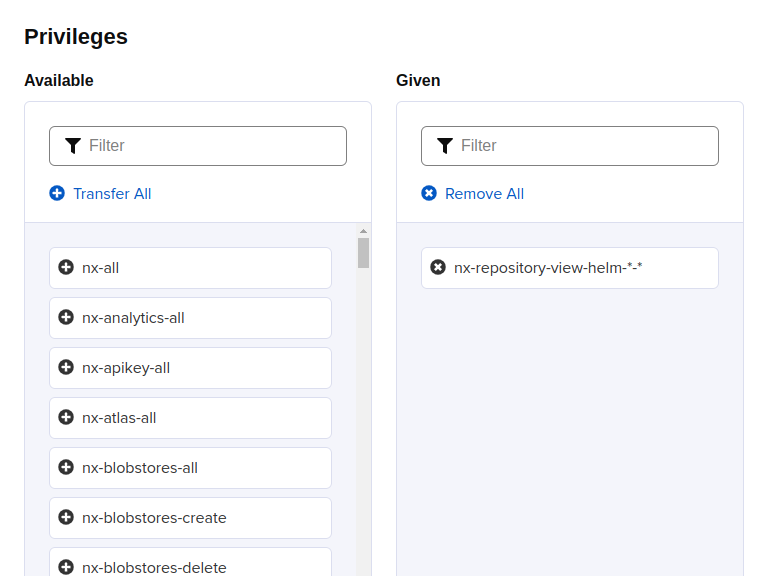 Privileges
Available
Filter
Transfer All
nx-all
nx-analytics-all
nx-apikey-all
nx-atlas-all
nx-blobstores-all
nx-blobstores-create
nx-blobstores-delete
Given
Filter
Remove All
nx-repository-view-helm-*-*